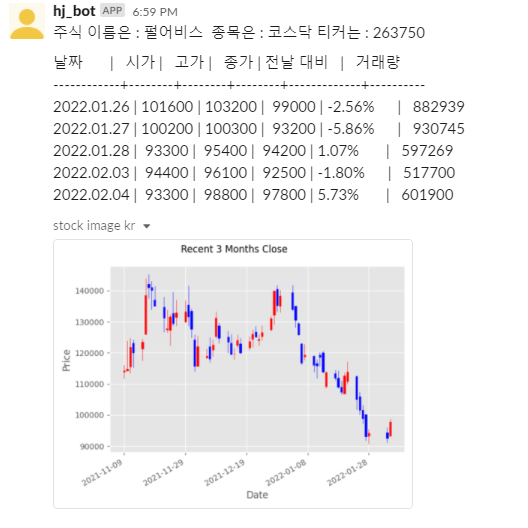 hj_bot APP 6:59 PM
주식 이름은 : 펄어비스 종목은 : 코스닥 티커는 : 263750
날짜 | 시가 | 고가 | 종가 | 전날 대비 | 거래량
------------+--------+--------+--------+--------------+----------
2022.01.26 | 101600 | 103200 | 99000 | -2.56% | 882939
2022.01.27 | 100200 | 100300 | 93200 | -5.86% | 930745
2022.01.28 | 93300 | 95400 | 94200 | 1.07% | 597269
2022.02.03 | 94400 | 96100 | 92500 | -1.80% | 517700
2022.02.04 | 93300 | 98800 | 97800 | 5.73% | 601900
stock image kr
Recent 3 Months Close
140000
130000
120000
110000
100000
90000
Price
2021-11-09 2021-11-29 2021-12-19 2022-01-08 2022-01-28
Date